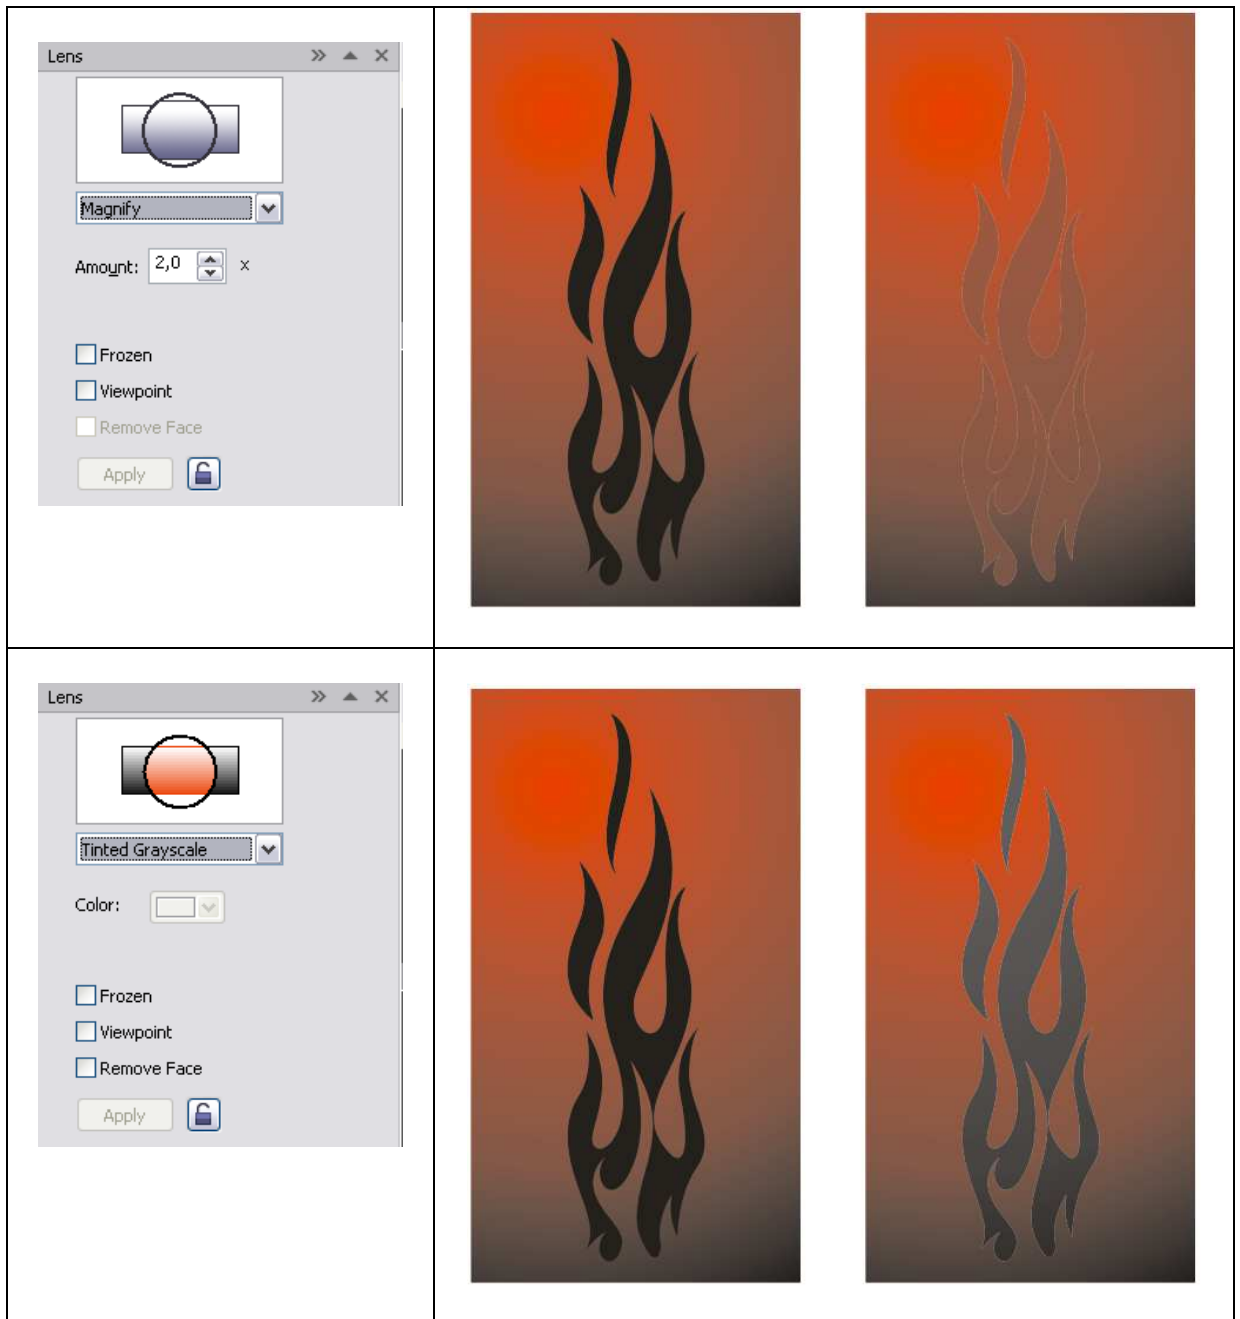 Lens
Magnify
Amount: 2,0 x
Frozen
Viewpoint
Remove Face
Apply
Lens
Tinted Grayscale
Color:
Frozen
Viewpoint
Remove Face
Apply